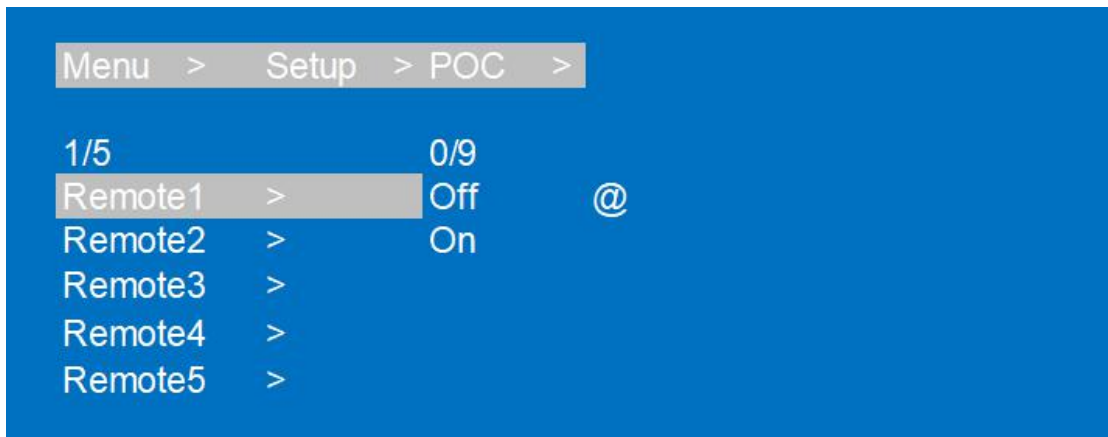 Menu > Setup > POC >
1/5 0/9
Remote1 > Off @
Remote2 > On
Remote3 >
Remote4 >
Remote5 >